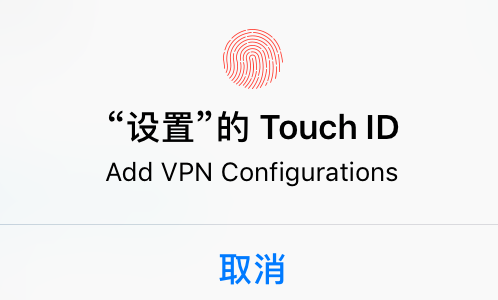 “设置”的 Touch ID
Add VPN Configurations
取消